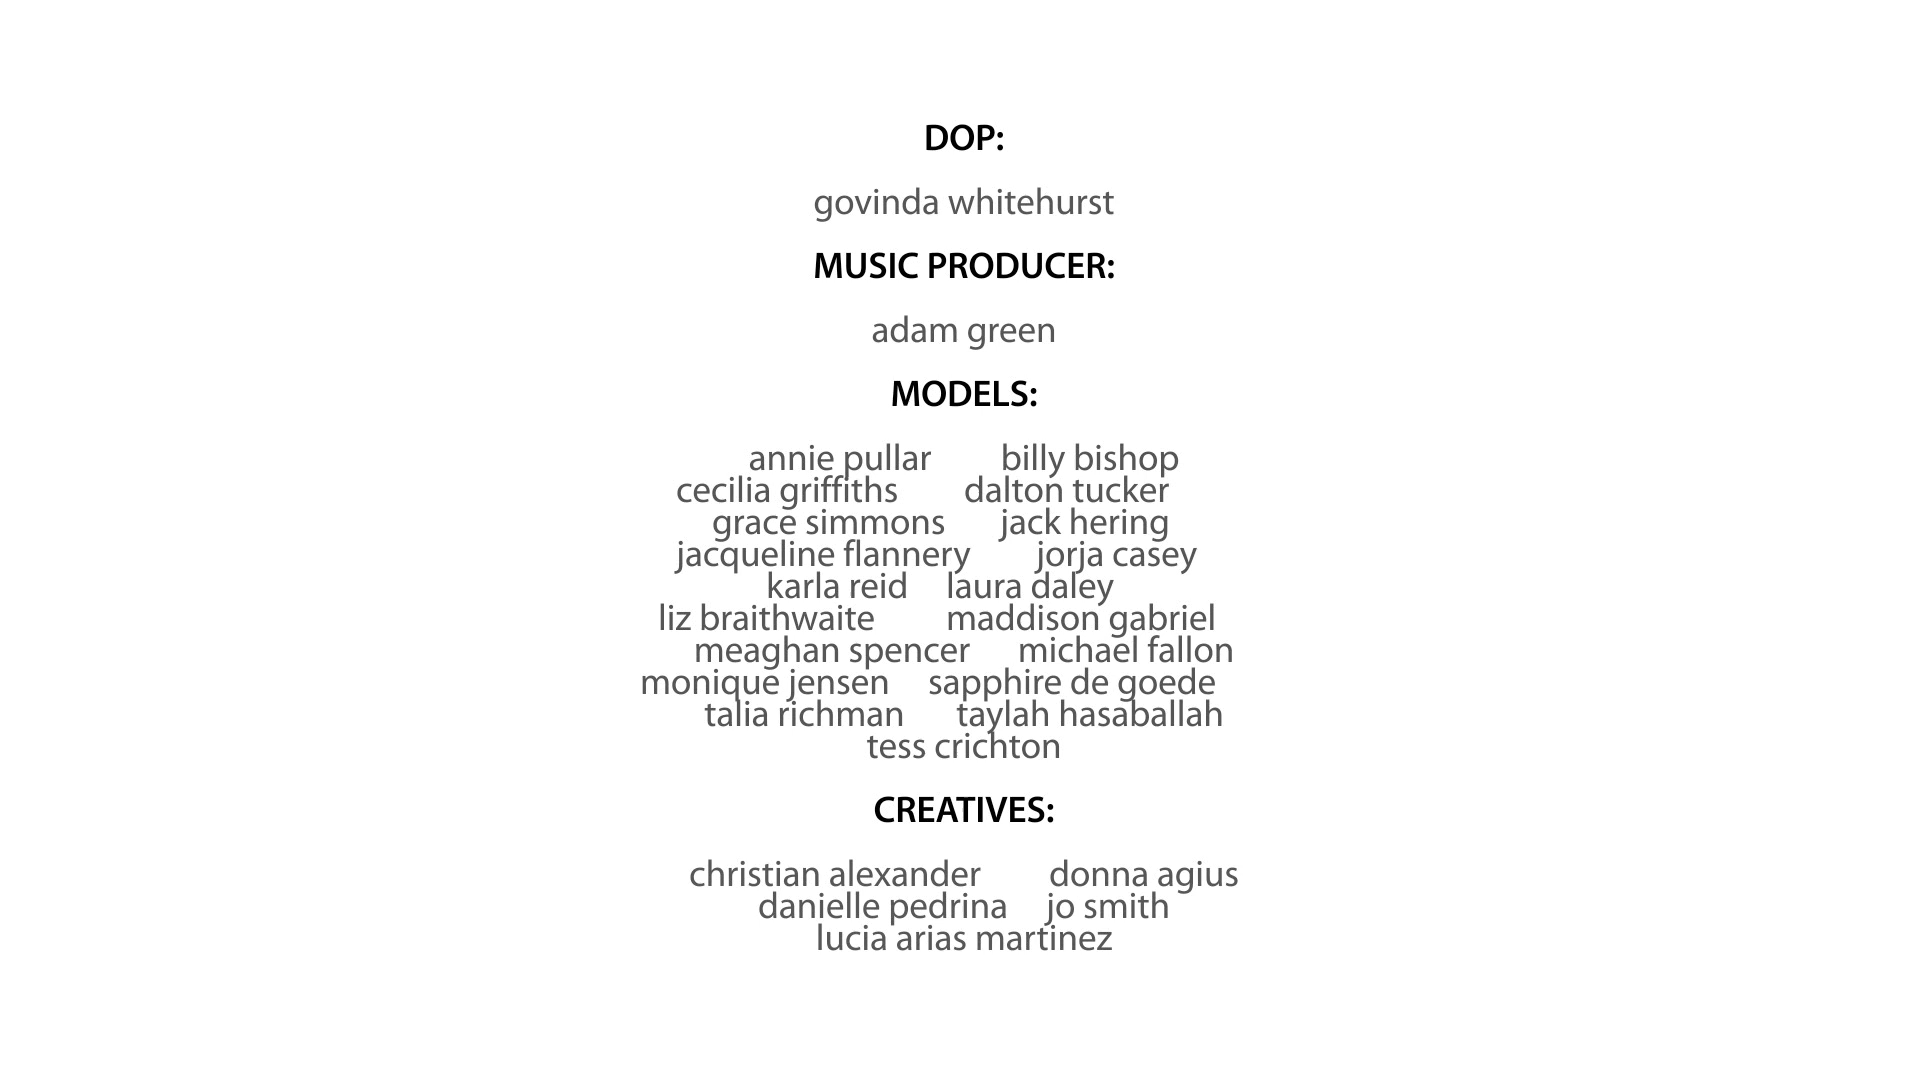 DOP:
govinda whitehurst
MUSIC PRODUCER:
adam green
MODELS:
annie pullar billy bishop
cecilia griffiths dalton tucker
grace simmons jack hering
jacqueline flannery jorja casey
karla reid laura daley
liz braithwaite maddison gabriel
meaghan spencer michael fallon
monique jensen sapphire de goede
talia richman taylah hasaballah
tess crichton
CREATIVES:
christian alexander donna agius
danielle pedrina jo smith
lucia arias martinez